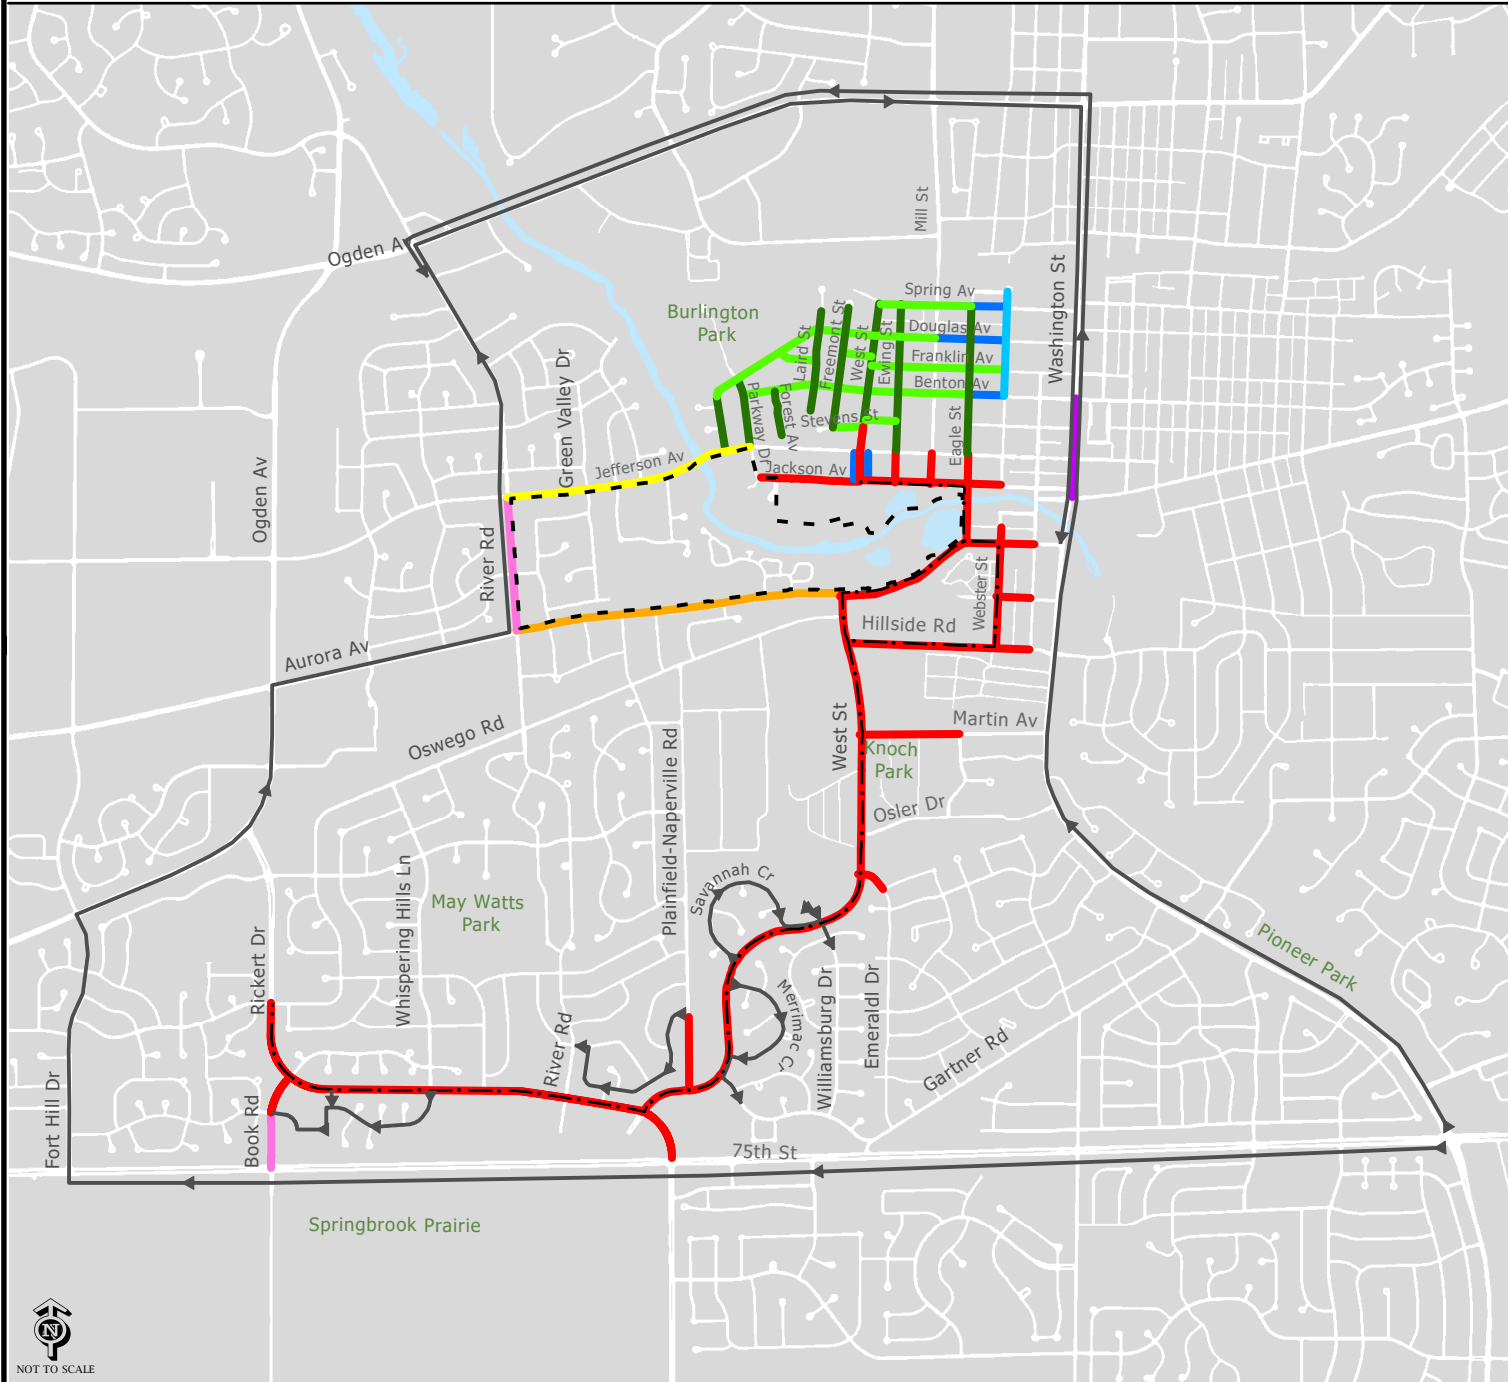 Mill St
Ogden Av
Washington St
Spring Av
Burlington
Park
Laird St
Freemont St
West St
Ewing St
Douglas Av
Franklin Av
Benton Av
Green Valley Dr
Parkway Dr
Forest Av
Stevens St
Eagle St
Jefferson Av
Jackson Av
Ogden Av
River Rd
Webster St
Hillside Rd
Aurora Av
Oswego Rd
Plainfield-Naperville Rd
West St
Martin Av
Knoch
Park
Osler Dr
Whispering Hills Ln
May Watts
Park
Savannah Cr
Rickert Dr
Pioneer Park
Merrimac Cr
Williamsburg Dr
Emeraldl Dr
River Rd
Gartner Rd
Fort Hill Dr
Book Rd
75th St
Springbrook Prairie
N
NOT TO SCALE